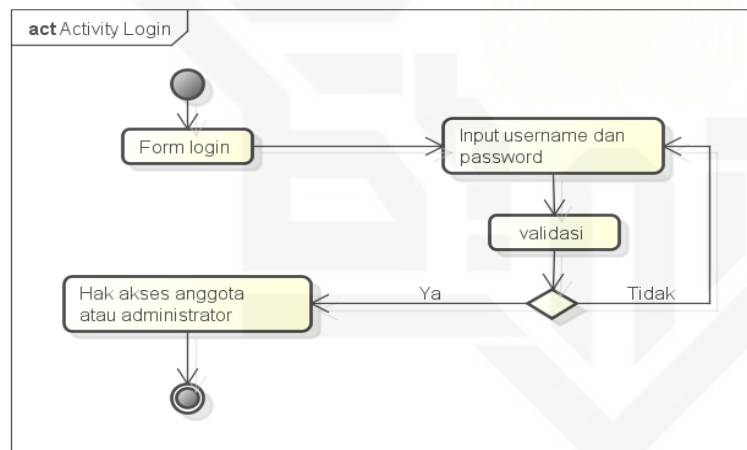 act Activity Login
Form login
Input username dan
password
validasi
Hak akses anggota
atau administrator
Ya
Tidak